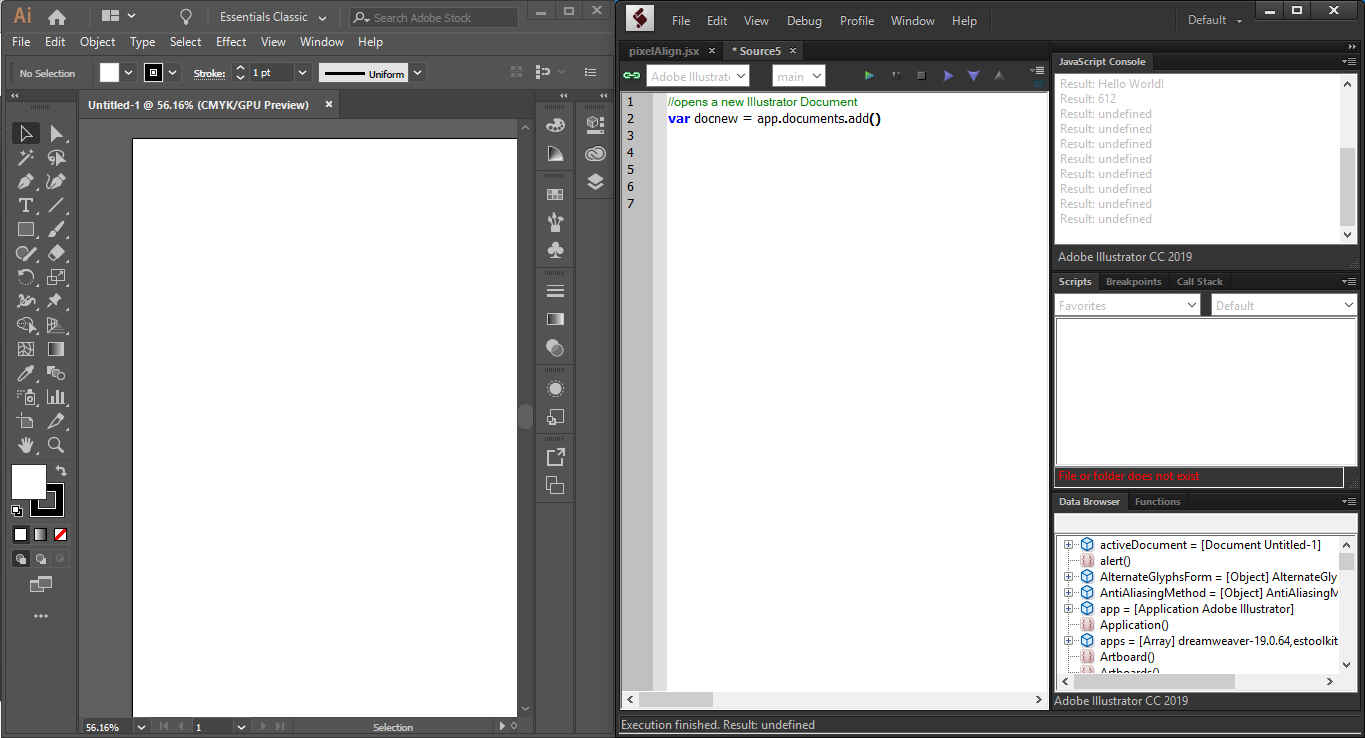 Ai
Essentials Classic
Search Adobe Stock
File Edit Object Type Select Effect View Window Help
No Selection
Stroke:
1 pt
Uniform
Untitled-1 @ 56.16% (CMYK/GPU Preview)
T
56.16%
1
Selection
File Edit View Debug Profile Window Help
Default
pixelAlign.jsx
* Source5
Adobe Illustrato
main
1 //opens a new Illustrator Document
2 var docnew = app.documents.add()
3
4
5
6
7
Execution finished. Result: undefined
JavaScript Console
Result: Hello World!
Result: 612
Result: undefined
Result: undefined
Result: undefined
Result: undefined
Result: undefined
Result: undefined
Result: undefined
Result: undefined
Adobe Illustrator CC 2019
Scripts Breakpoints Call Stack
Favorites
Default
File or folder does not exist
Data Browser Functions
activeDocument = [Document Untitled-1]
alert()
AlternateGlyphsForm = [Object] AlternateGly
AntiAliasingMethod = [Object] AntiAliasingM
app = [Application Adobe Illustrator]
Application()
apps = [Array] dreamweaver-19.0.64,estoolkit
Artboard()
Artboards()
Adobe Illustrator CC 2019